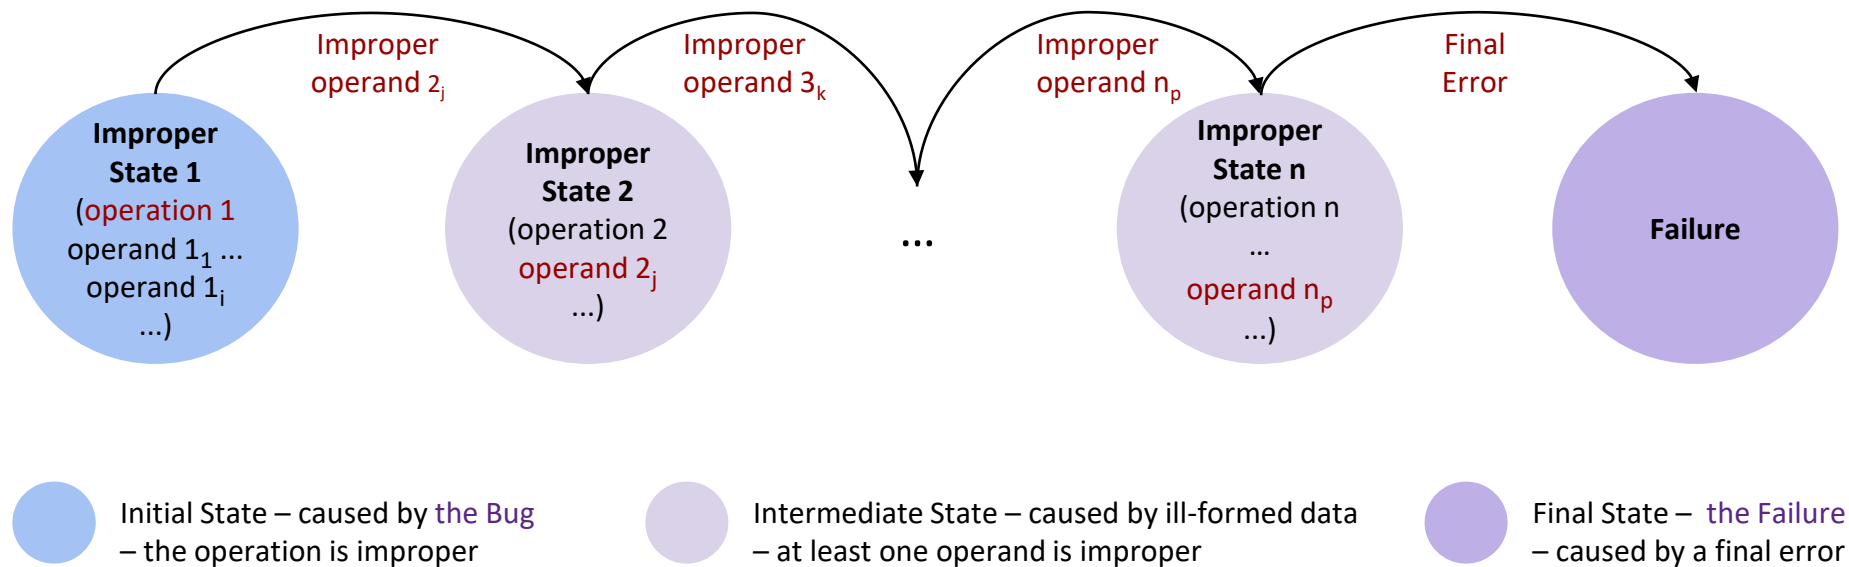 Improper
operand 2j
Improper
operand 3k
Improper
operand np
Final
Error
Improper
State 1
(operation 1
operand 11 ...
operand 1i
...)
Improper
State 2
(operation 2
operand 2j
...)
...
Improper
State n
(operation n
...
operand np
...)
Failure
Initial State – caused by the Bug
– the operation is improper
Intermediate State – caused by ill-formed data
– at least one operand is improper
Final State – the Failure
– caused by a final error